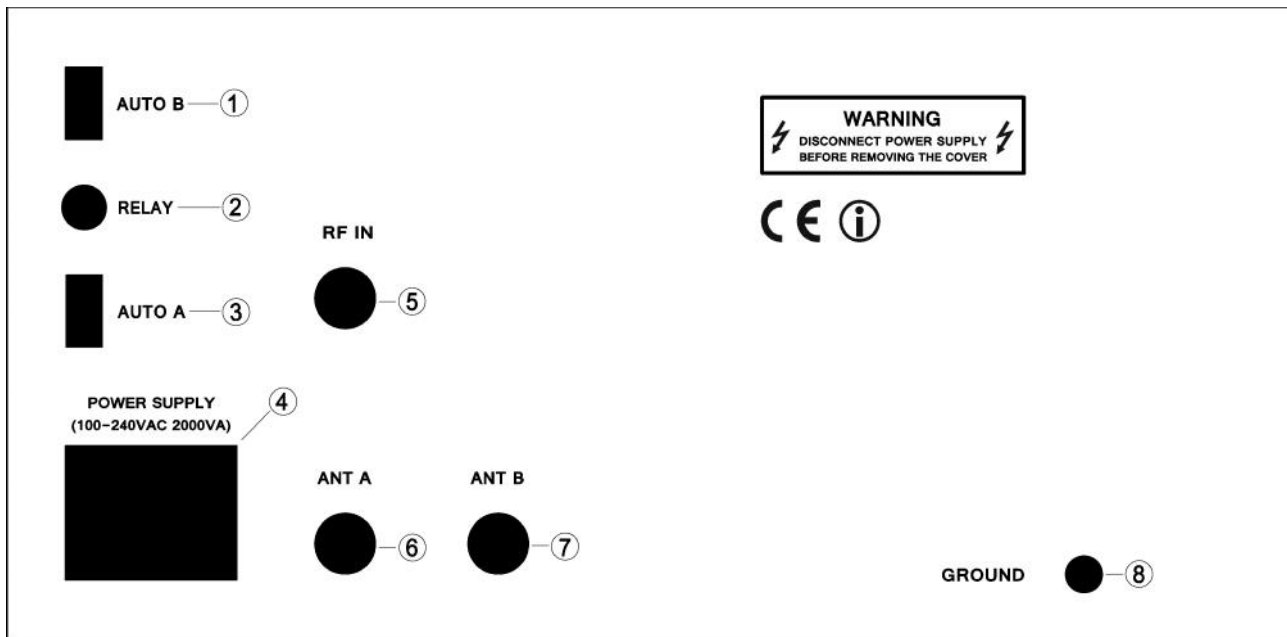 AUTO B ①
RELAY ②
AUTO A ③
RF IN
⑤
POWER SUPPLY
(100-240VAC 2000VA)
④
ANT A
⑥
ANT B
⑦
WARNING
DISCONNECT POWER SUPPLY
BEFORE REMOVING THE COVER
CE i
GROUND ⑧